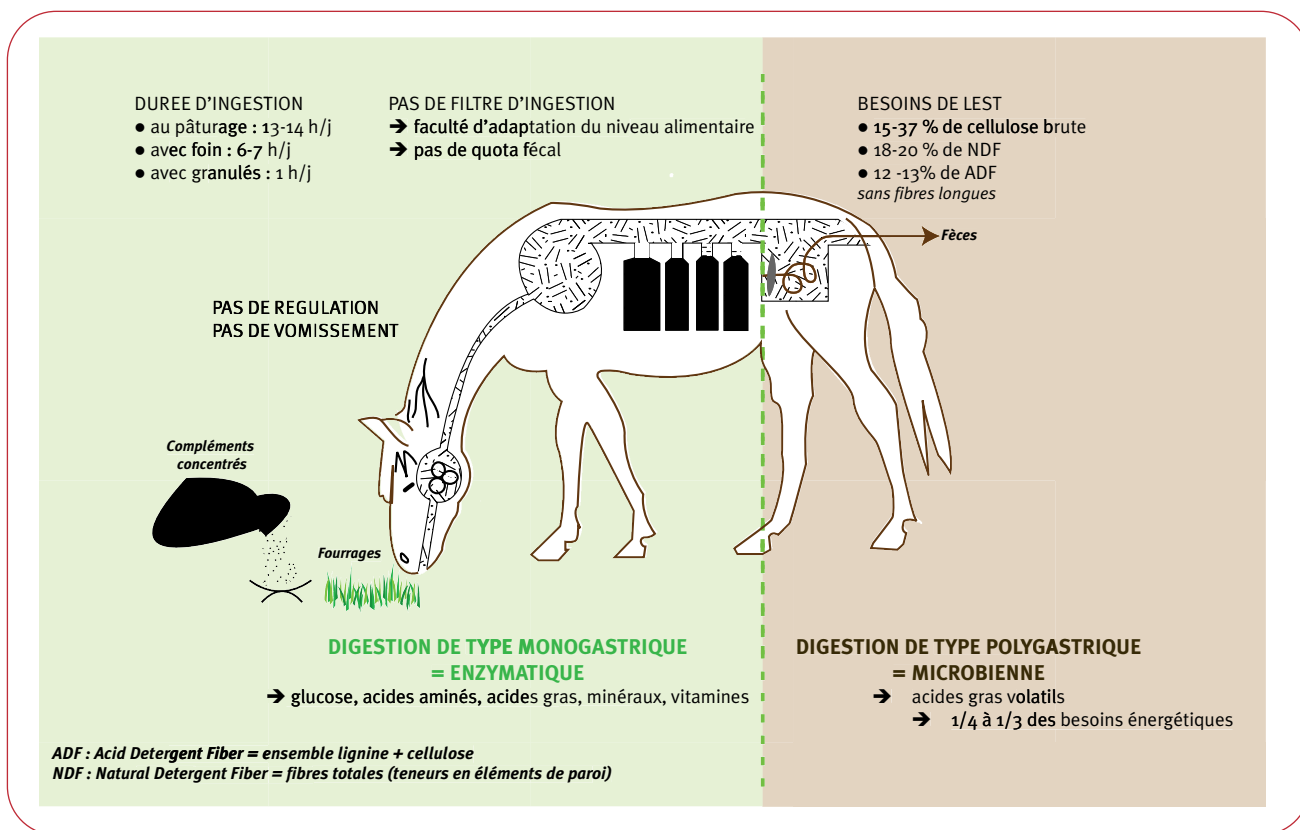 DUREE D'INGESTION
● au pâturage : 13-14 h/j
● avec foin : 6-7 h/j
● avec granulés : 1 h/j
PAS DE FILTRE D'INGESTION
➔ faculté d'adaptation du niveau alimentaire
➔ pas de quota fécal
BESOINS DE LEST
● 15-37 % de cellulose brute
● 18-20 % de NDF
● 12 -13% de ADF
sans fibres longues
Fèces
PAS DE REGULATION
PAS DE VOMISSEMENT
Compléments
concentrés
Fourrages
DIGESTION DE TYPE MONOGASTRIQUE
= ENZYMATIQUE
➔ glucose, acides aminés, acides gras, minéraux, vitamines
DIGESTION DE TYPE POLYGASTRIQUE
= MICROBIENNE
➔ acides gras volatils
➔ 1/4 à 1/3 des besoins énergétiques
ADF : Acid Detergent Fiber = ensemble lignine + cellulose
NDF : Natural Detergent Fiber = fibres totales (teneurs en éléments de paroi)